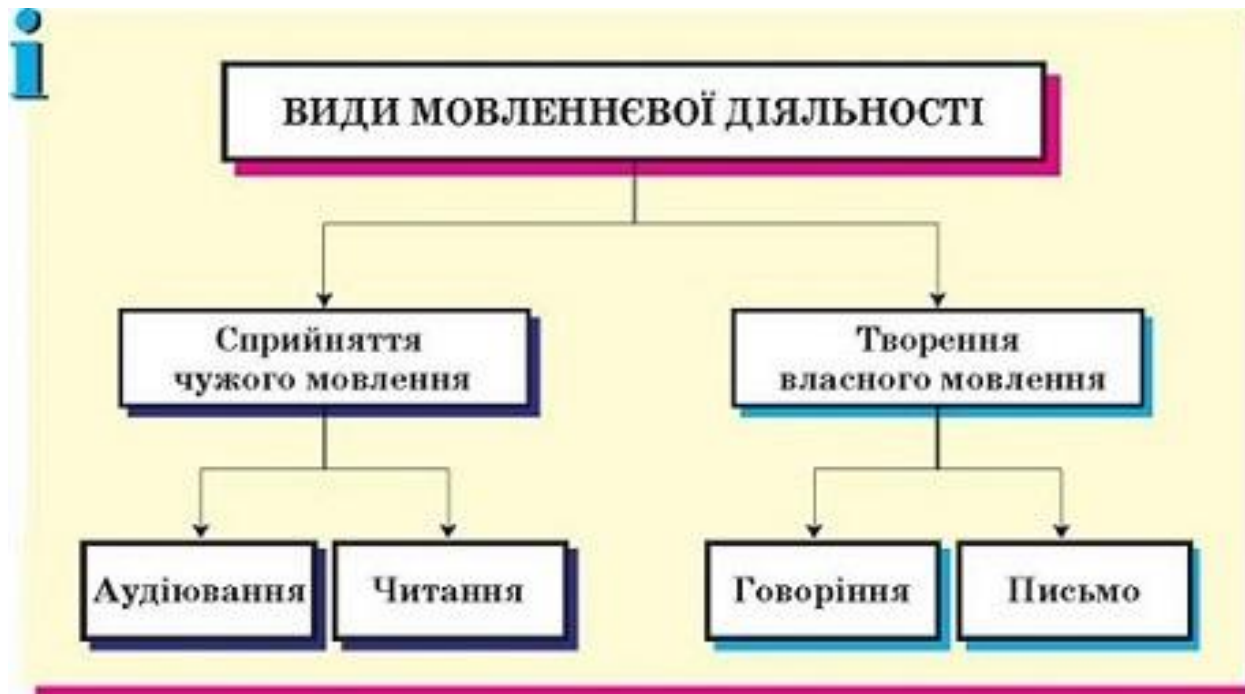 і
ВИДИ МОВЛЕННЄВОЇ ДІЯЛЬНОСТІ
Сприйняття
чужого мовлення
Творення
власного мовлення
Аудіювання
Читання
Говоріння
Письмо